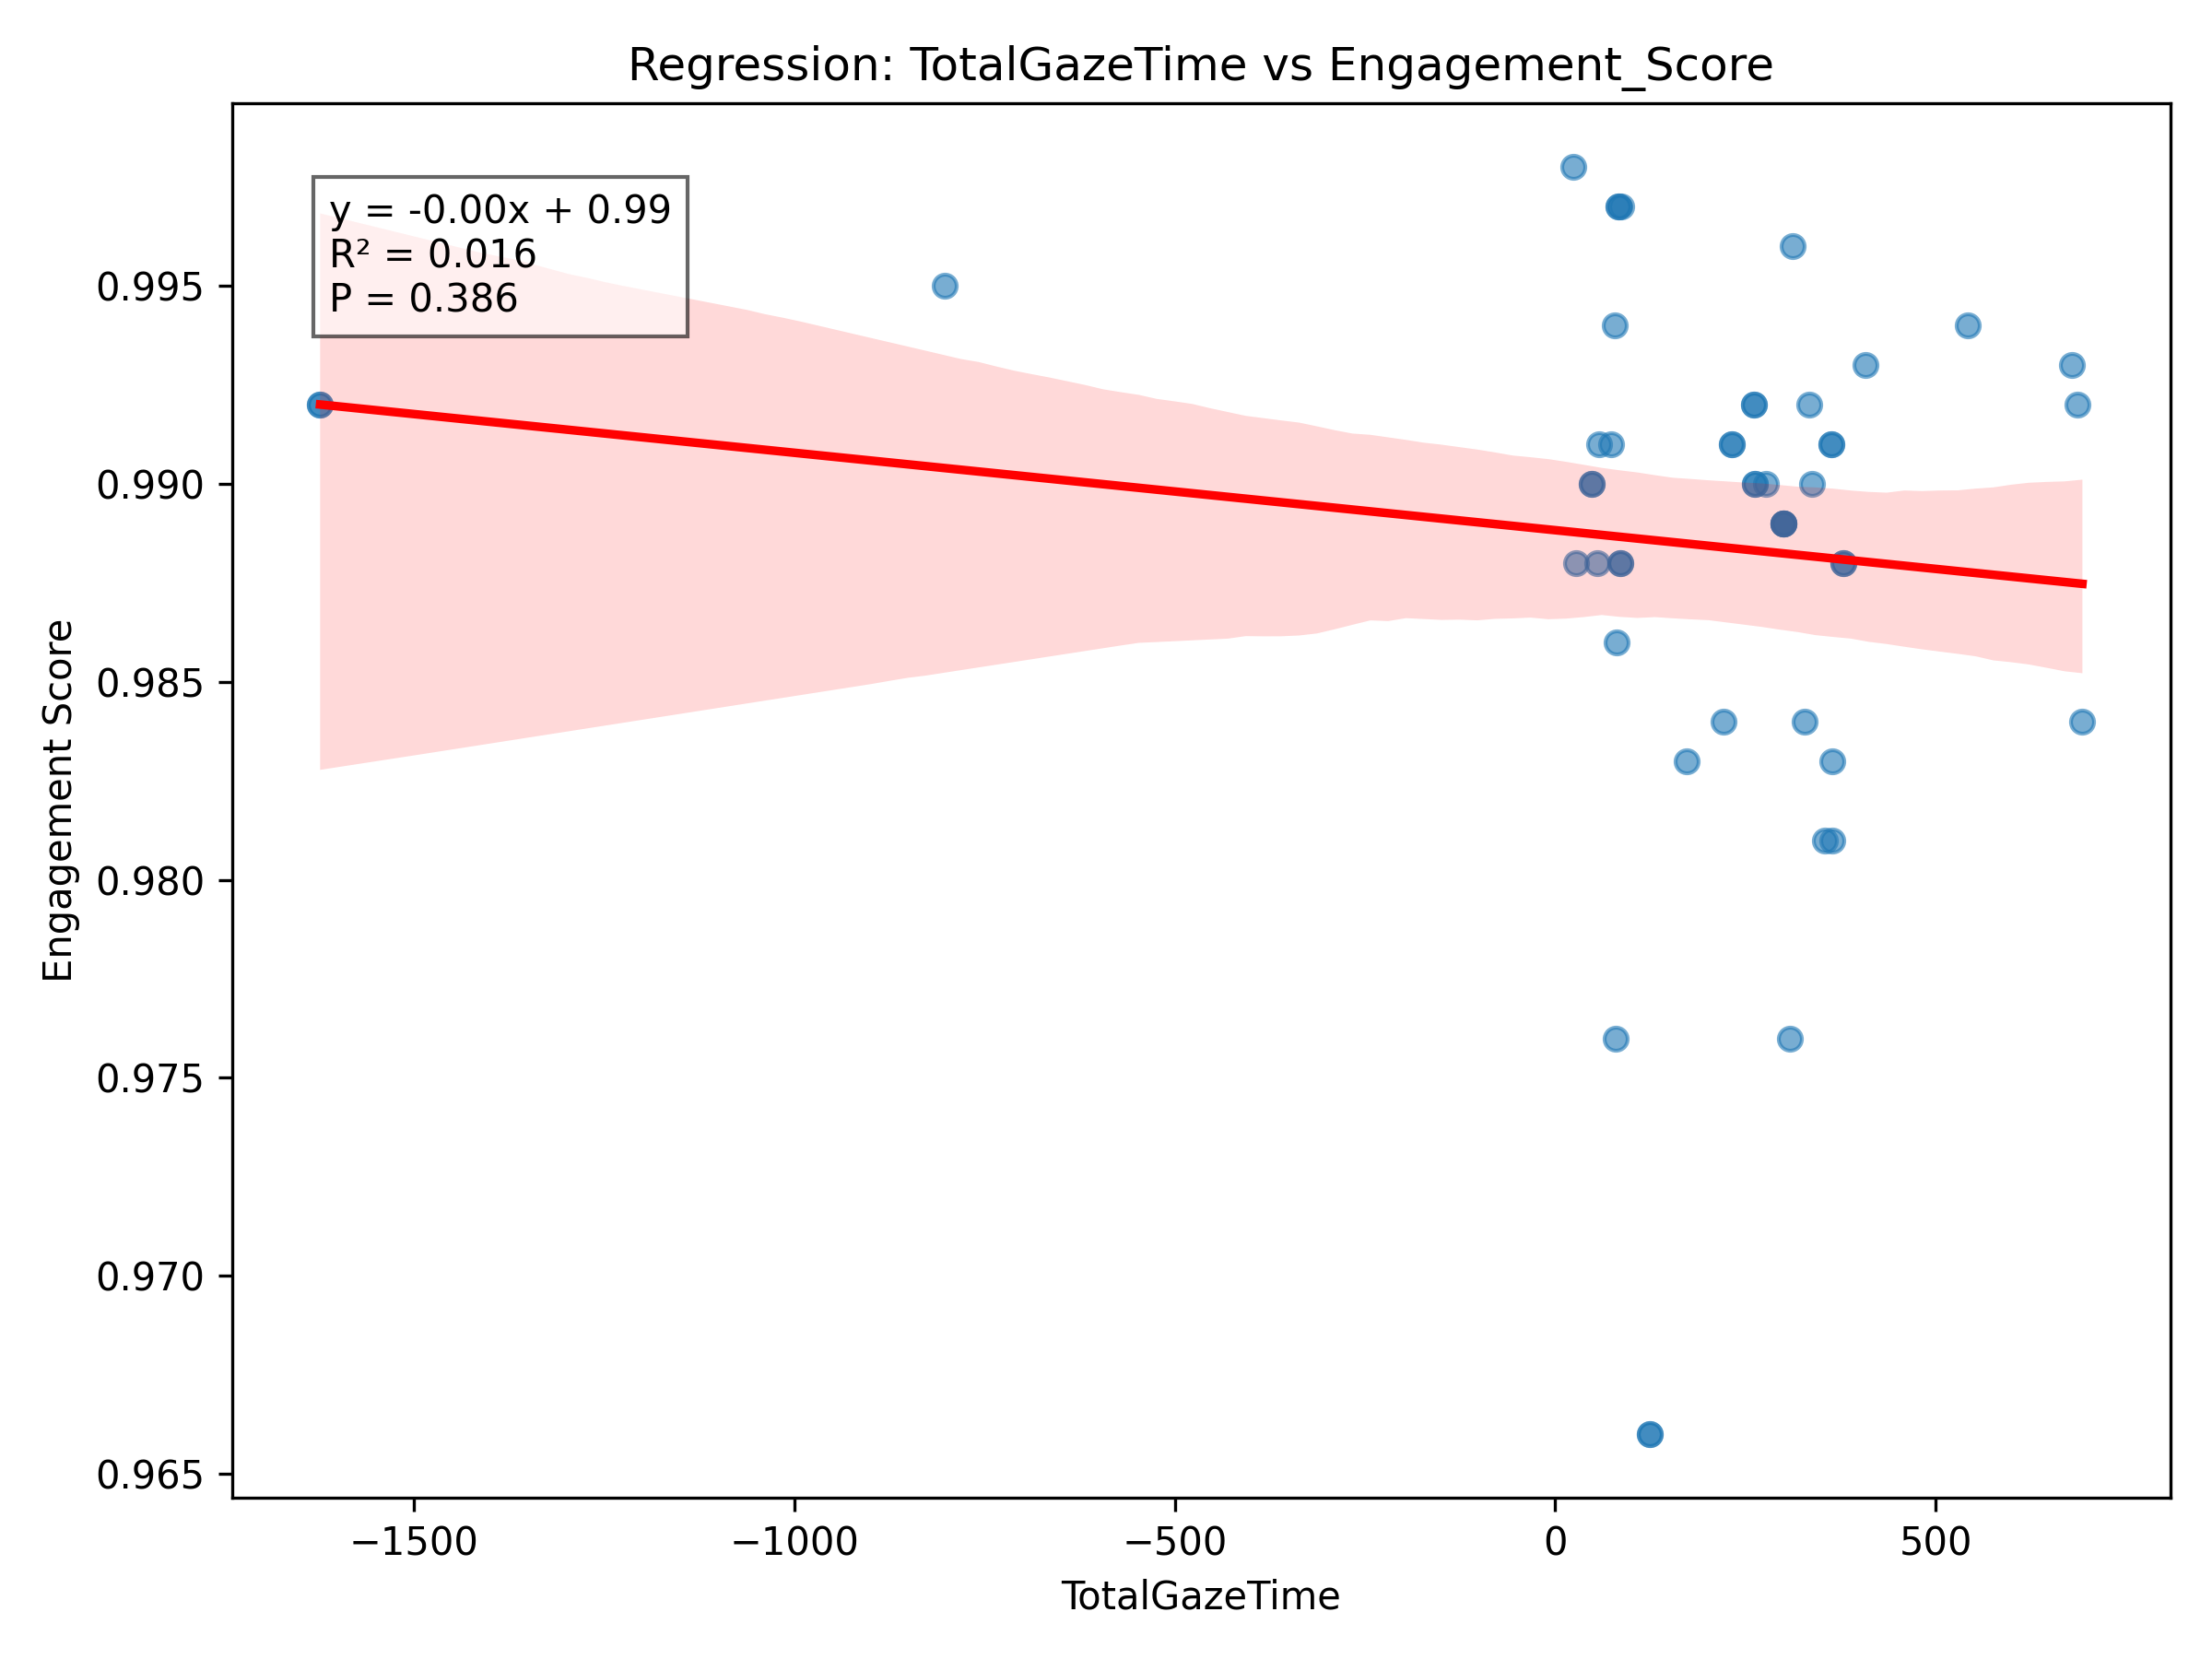 Regression: TotalGazeTime vs Engagement_Score
y = -0.00x + 0.99
R² = 0.016
P = 0.386
Engagement Score
0.995
0.990
0.985
0.980
0.975
0.970
0.965
−1500
−1000
−500
0
500
TotalGazeTime